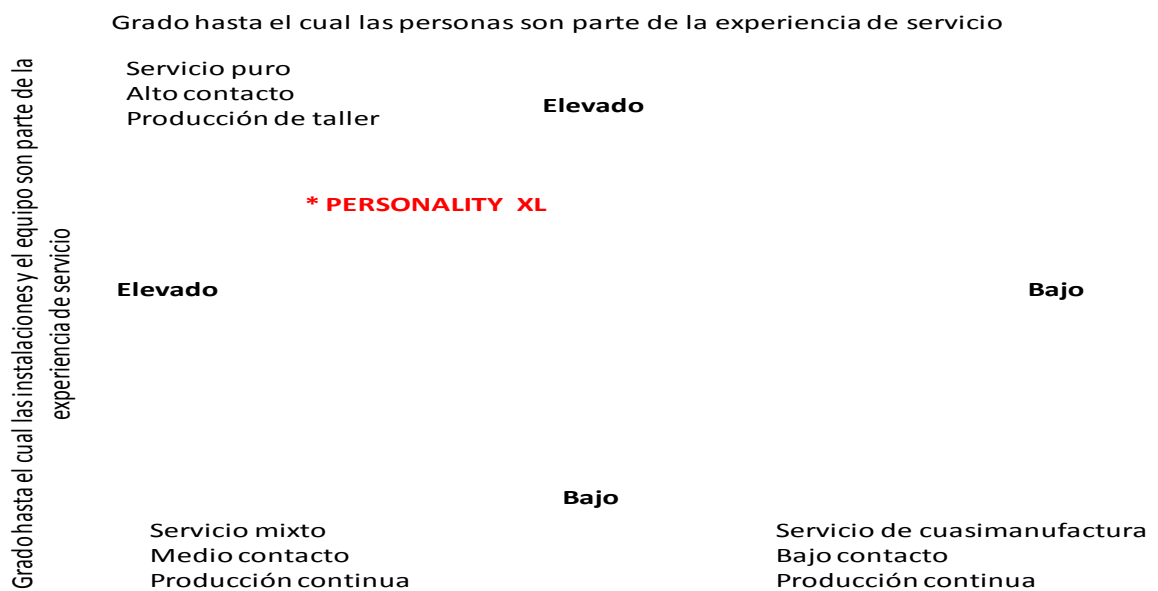 Grado hasta el cual las personas son parte de la experiencia de servicio
Grado hasta el cual las instalaciones y el equipo son parte de la
experiencia de servicio
Servicio puro
Alto contacto
Producción de taller
Elevado
* PERSONALITY XL
Elevado
Bajo
Bajo
Servicio mixto
Medio contacto
Producción continua
Servicio de cuasimanufactura
Bajo contacto
Producción continua